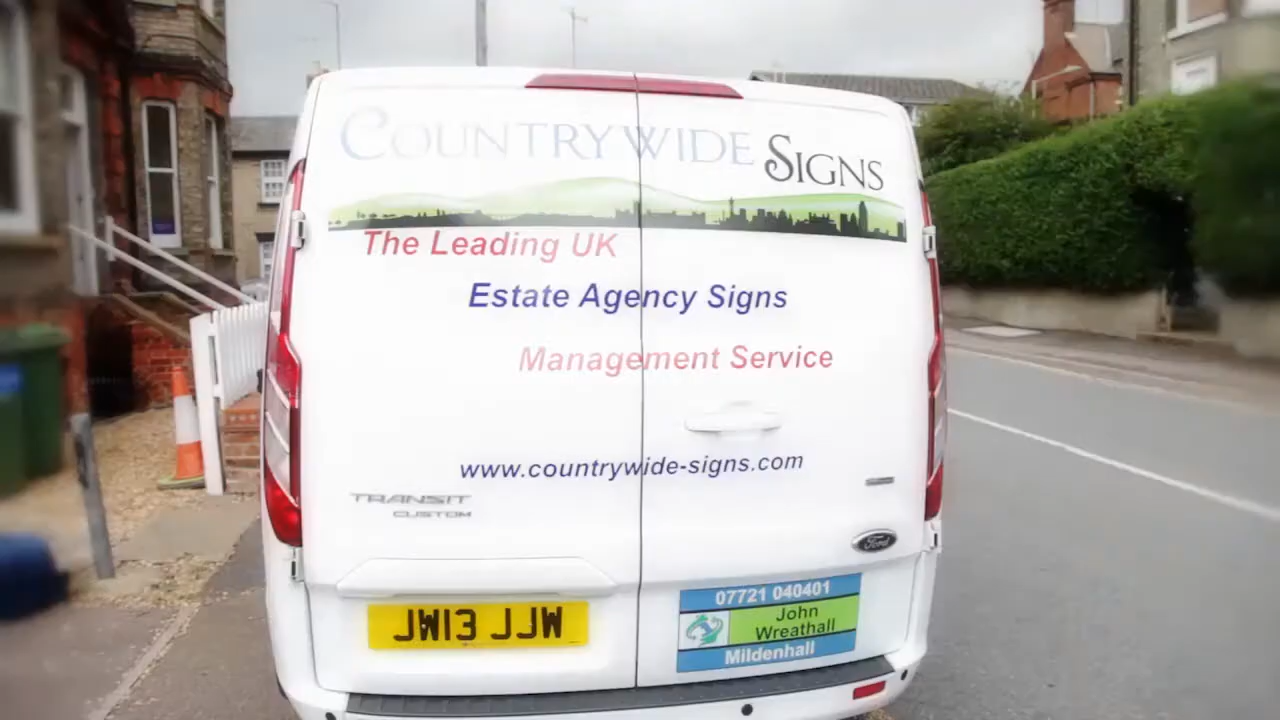 COUNTRYWIDE SIGNS
The Leading UK
Estate Agency Signs
Management Service
www.countrywide-signs.com
TRANSIT
CUSTOM
Ford
JW13 JJW
07721 040401
John
Wreathall
Mildenhall